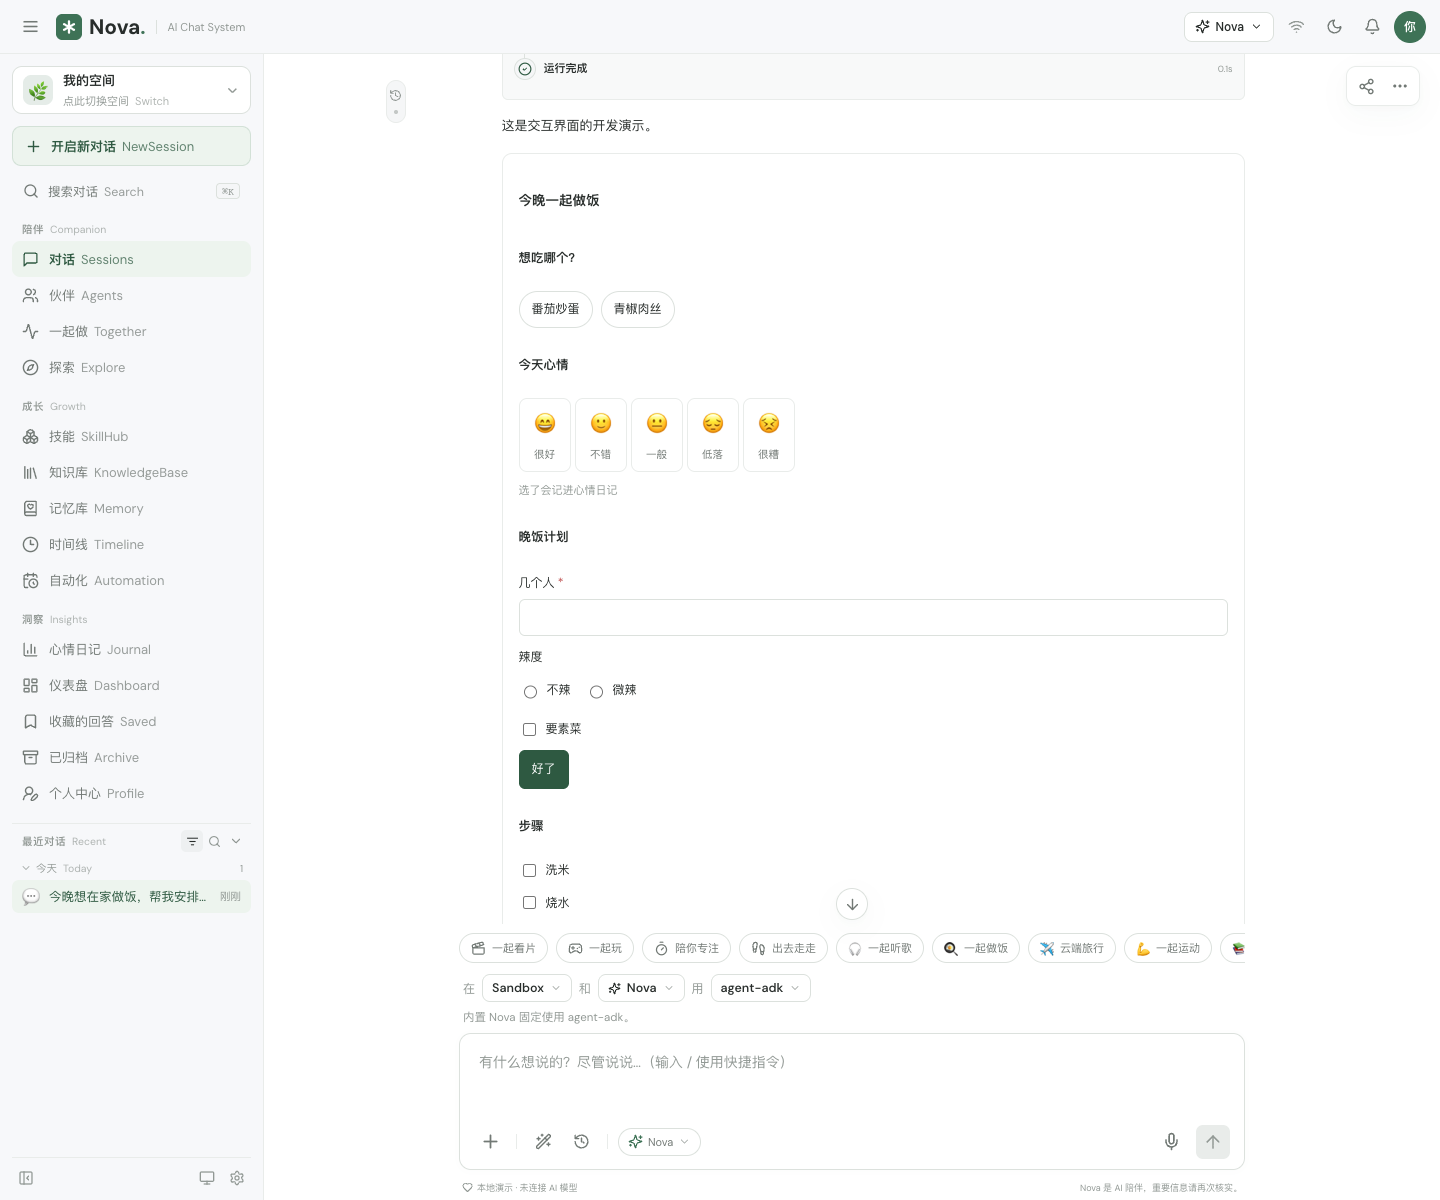 Nova.
AI Chat System
Nova
你
我的空间
点此切换空间 Switch
开启新对话 NewSession
搜索对话 Search
⌘K
陪伴 Companion
对话 Sessions
伙伴 Agents
一起做 Together
探索 Explore
成长 Growth
技能 SkillHub
知识库 KnowledgeBase
记忆库 Memory
时间线 Timeline
自动化 Automation
洞察 Insights
心情日记 Journal
仪表盘 Dashboard
收藏的回答 Saved
已归档 Archive
个人中心 Profile
最近对话 Recent
今天 Today
1
今晚想在家做饭，帮我安排…
刚刚
运行完成
0.1s
这是交互界面的开发演示。
今晚一起做饭
想吃哪个?
番茄炒蛋
青椒肉丝
今天心情
很好
不错
一般
低落
很糟
选了会记进心情日记
晚饭计划
几个人 *
辣度
不辣
微辣
要素菜
好了
步骤
洗米
烧水
一起看片
一起玩
陪你专注
出去走走
一起听歌
一起做饭
云端旅行
一起运动
在 Sandbox 和 Nova 用 agent-adk
内置 Nova 固定使用 agent-adk。
有什么想说的？尽管说说…（输入 / 使用快捷指令）
Nova
本地演示 · 未连接 AI 模型
Nova 是 AI 陪伴，重要信息请再次核实。